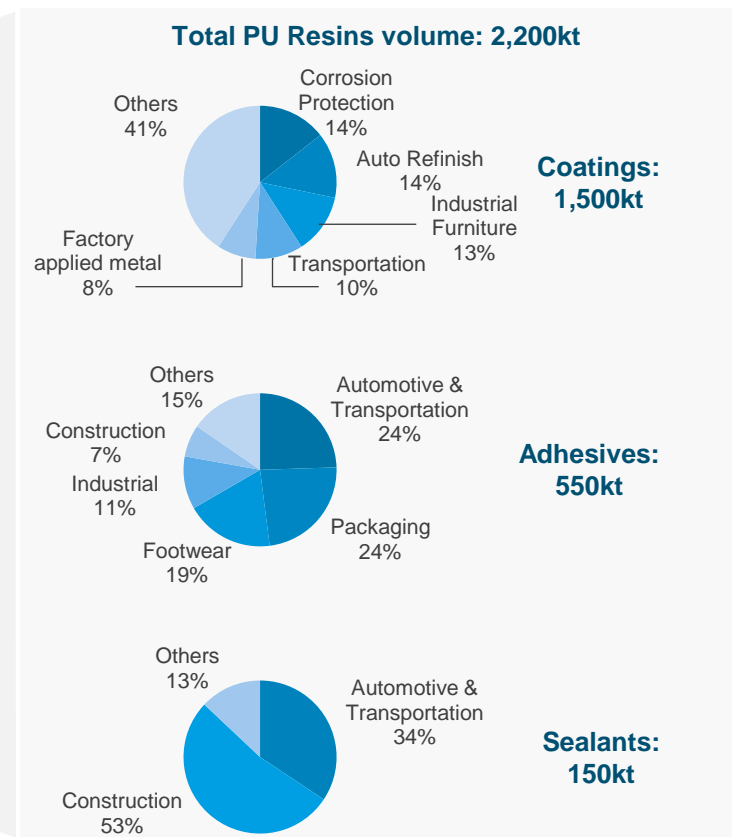 Total PU Resins volume: 2,200kt
Corrosion
Protection
14%
Others
41%
Auto Refinish
14%
Coatings:
1,500kt
Industrial
Furniture
13%
Factory
applied metal
8%
Transportation
10%
Others
15%
Automotive &
Transportation
24%
Construction
7%
Adhesives:
550kt
Industrial
11%
Packaging
24%
Footwear
19%
Others
13%
Automotive &
Transportation
34%
Sealants:
150kt
Construction
53%